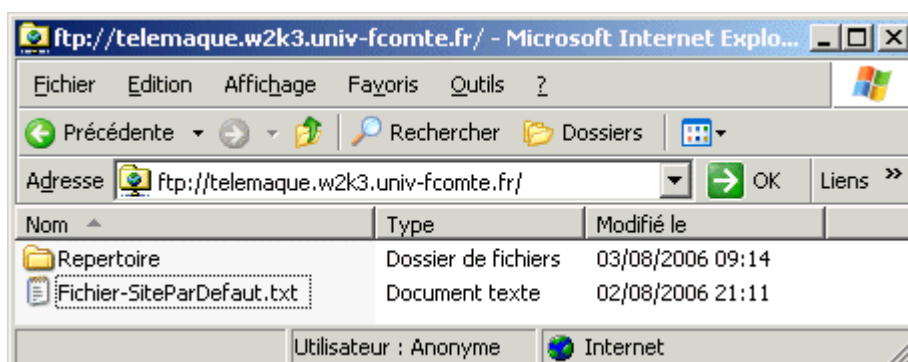 ftp://telemaque.w2k3.univ-fcomte.fr/ - Microsoft Internet Explo...
Fichier Edition Affichage Favoris Outils ?
Précédente Rechercher Dossiers
Adresse ftp://telemaque.w2k3.univ-fcomte.fr/ OK Liens »
Nom Type Modifié le
Repertoire Dossier de fichiers 03/08/2006 09:14
Fichier-SiteParDefaut.txt Document texte 02/08/2006 21:11
Utilisateur : Anonyme Internet